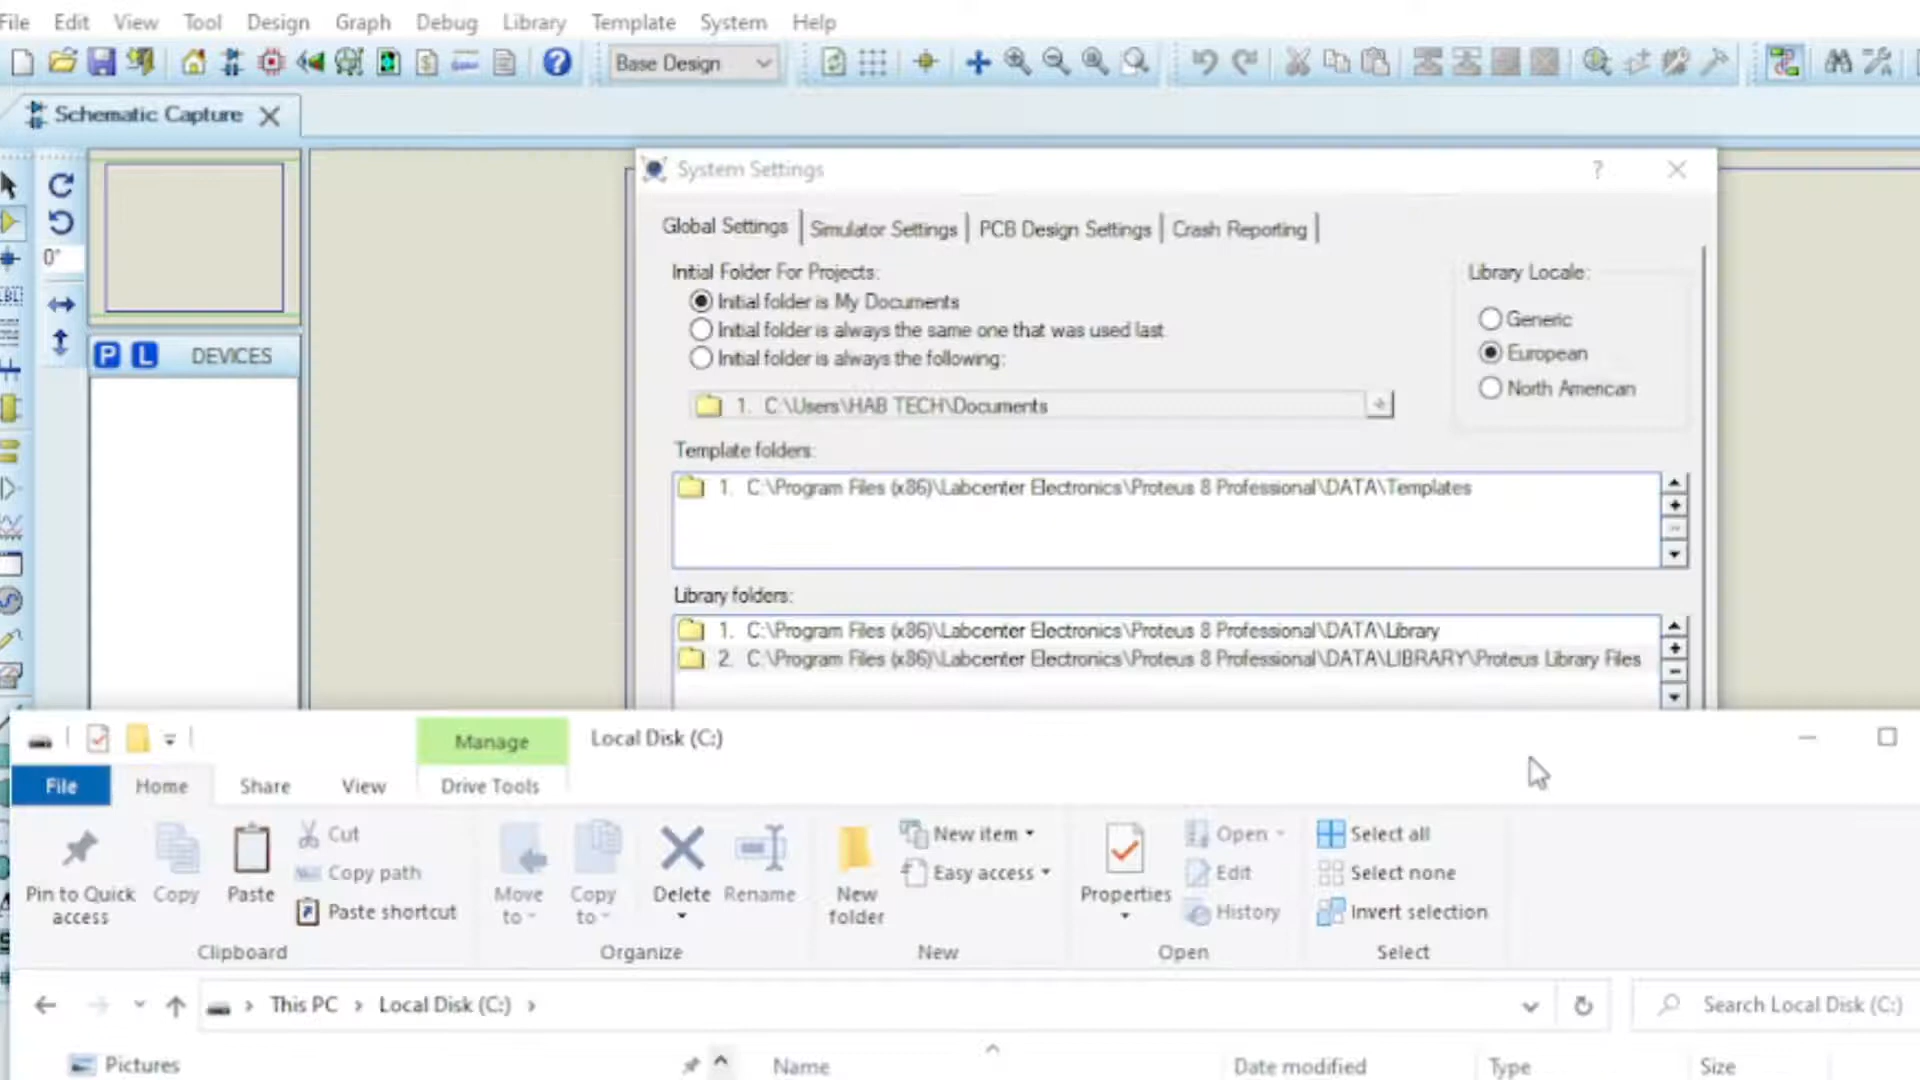 File Edit View Tool Design Graph Debug Library Template System Help
Base Design
Schematic Capture
System Settings
Global Settings Simulator Settings PCB Design Settings Crash Reporting
0°
Initial Folder For Projects:
Library Locale:
Initial folder is My Documents
Generic
Initial folder is always the same one that was used last
European
P L DEVICES
Initial folder is always the following:
North American
1. C:\Users\HAB TECH\Documents
Template folders:
1. C:\Program Files (x86)\Labcenter Electronics\Proteus 8 Professional\DATA\Templates
Library folders:
1. C:\Program Files (x86)\Labcenter Electronics\Proteus 8 Professional\DATA\Library
2. C:\Program Files (x86)\Labcenter Electronics\Proteus 8 Professional\DATA\LIBRARY\Proteus Library Files
Manage Local Disk (C:)
File Home Share View Drive Tools
Pin to Quick access
Copy
Paste
Cut
Copy path
Paste shortcut
Clipboard
Move to
Copy to
Delete
Rename
Organize
New folder
New item
Easy access
New
Properties
Open
Edit
History
Open
Select all
Select none
Invert selection
Select
This PC > Local Disk (C:) >
Search Local Disk (C:)
Pictures
Name Date modified Type Size